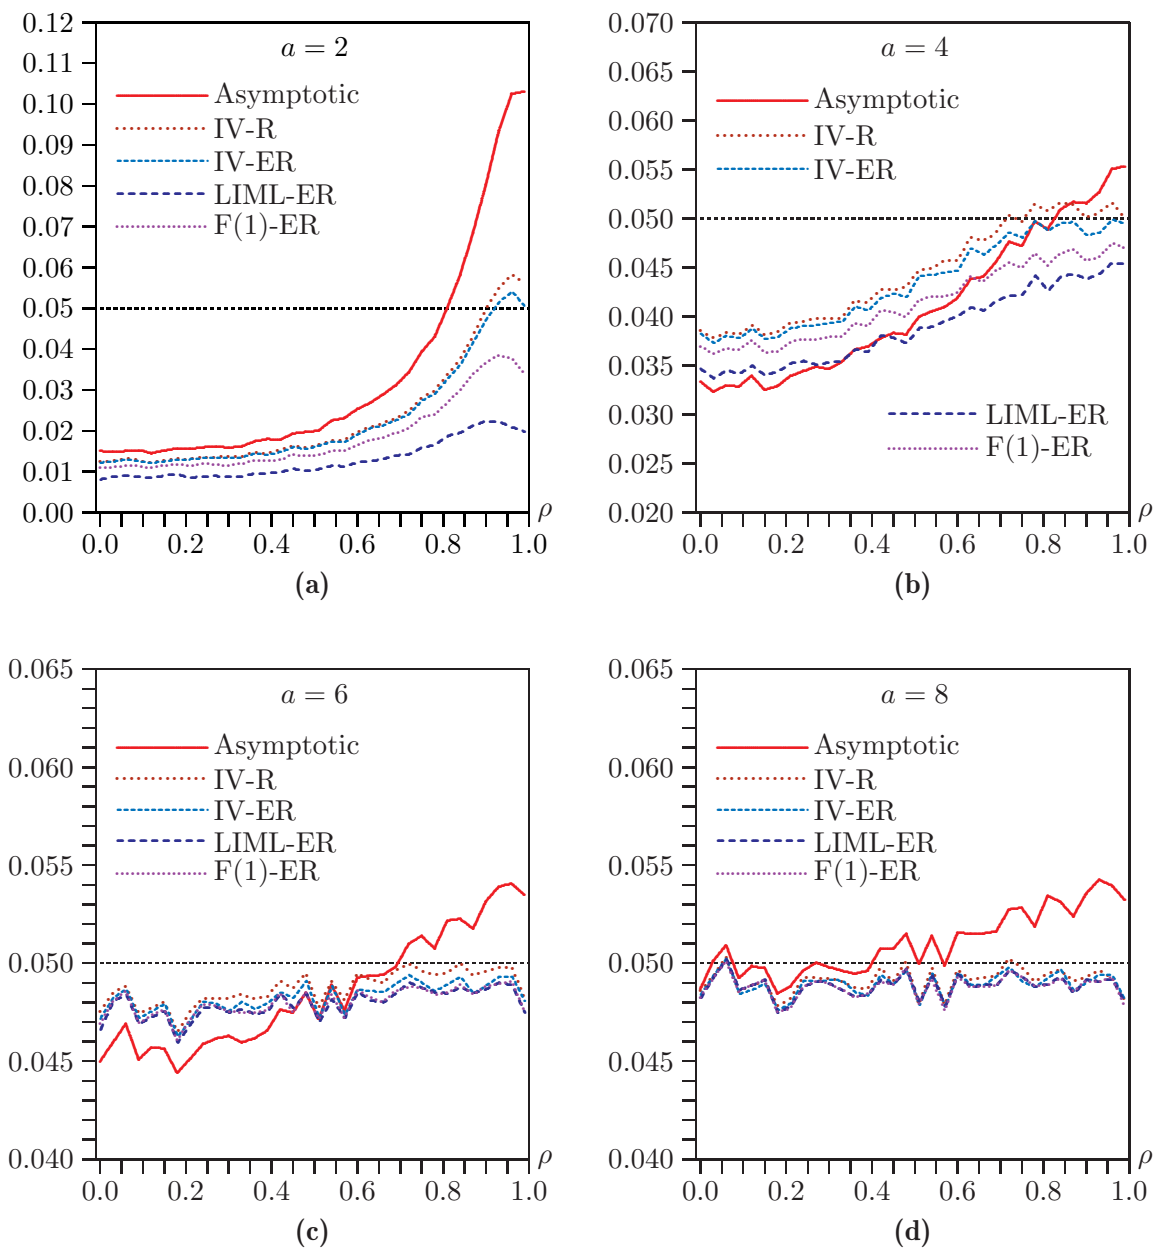 0.12
0.11
0.10
0.09
0.08
0.07
0.06
0.05
0.04
0.03
0.02
0.01
0.00
a = 2
Asymptotic
IV-R
IV-ER
LIML-ER
F(1)-ER
0.0 0.2 0.4 0.6 0.8 1.0
ρ
(a)
0.070
0.065
0.060
0.055
0.050
0.045
0.040
0.035
0.030
0.025
0.020
a = 4
Asymptotic
IV-R
IV-ER
LIML-ER
F(1)-ER
0.0 0.2 0.4 0.6 0.8 1.0
ρ
(b)
0.065
0.060
0.055
0.050
0.045
0.040
a = 6
Asymptotic
IV-R
IV-ER
LIML-ER
F(1)-ER
0.0 0.2 0.4 0.6 0.8 1.0
ρ
(c)
0.065
0.060
0.055
0.050
0.045
0.040
a = 8
Asymptotic
IV-R
IV-ER
LIML-ER
F(1)-ER
0.0 0.2 0.4 0.6 0.8 1.0
ρ
(d)